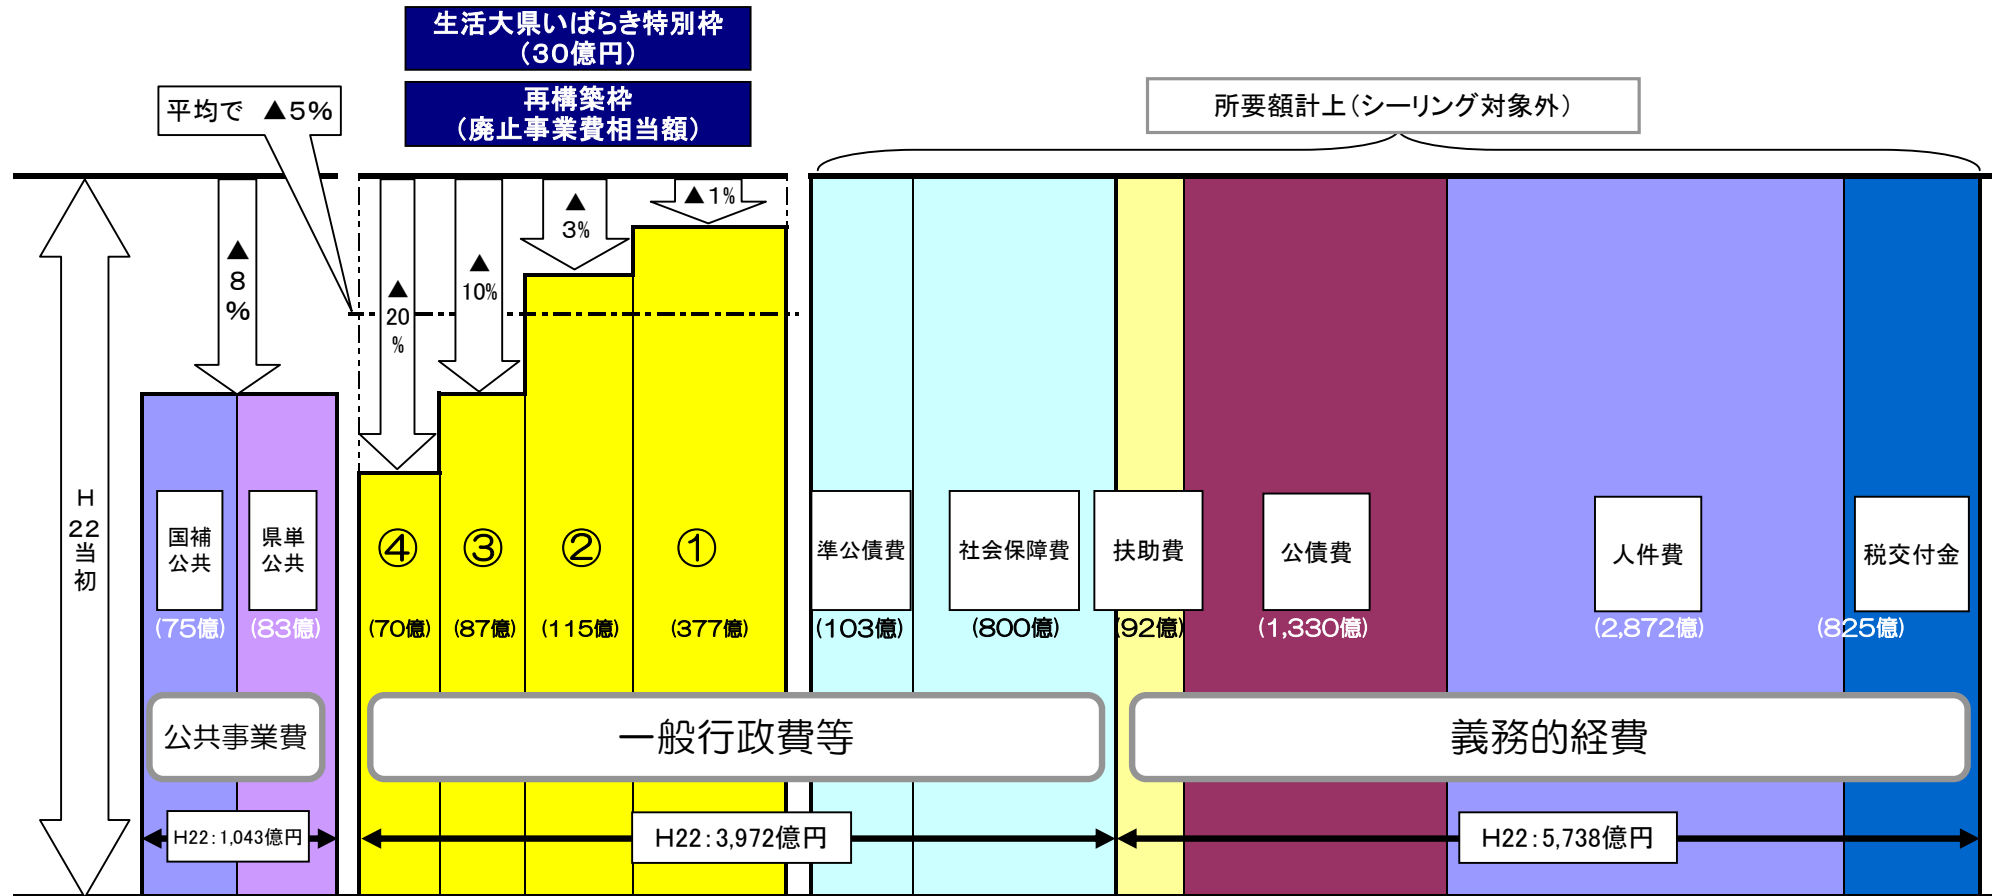 生活大県いばらき特別枠
（30億円）
再構築枠
（廃止事業費相当額）
平均で　▲5％
所要額計上（シーリング対象外）
▲
8
％
▲
20
％
▲
10%
▲
3%
▲1%
H
22
当
初
国補
公共
(75億)
県単
公共
(83億)
④
(70億)
③
(87億)
②
(115億)
①
(377億)
準公債費
(103億)
社会保障費
(800億)
扶助費
(92億)
公債費
(1,330億)
人件費
(2,872億)
税交付金
(825億)
公共事業費
一般行政費等
義務的経費
H22：1,043億円
H22：3,972億円
H22：5,738億円